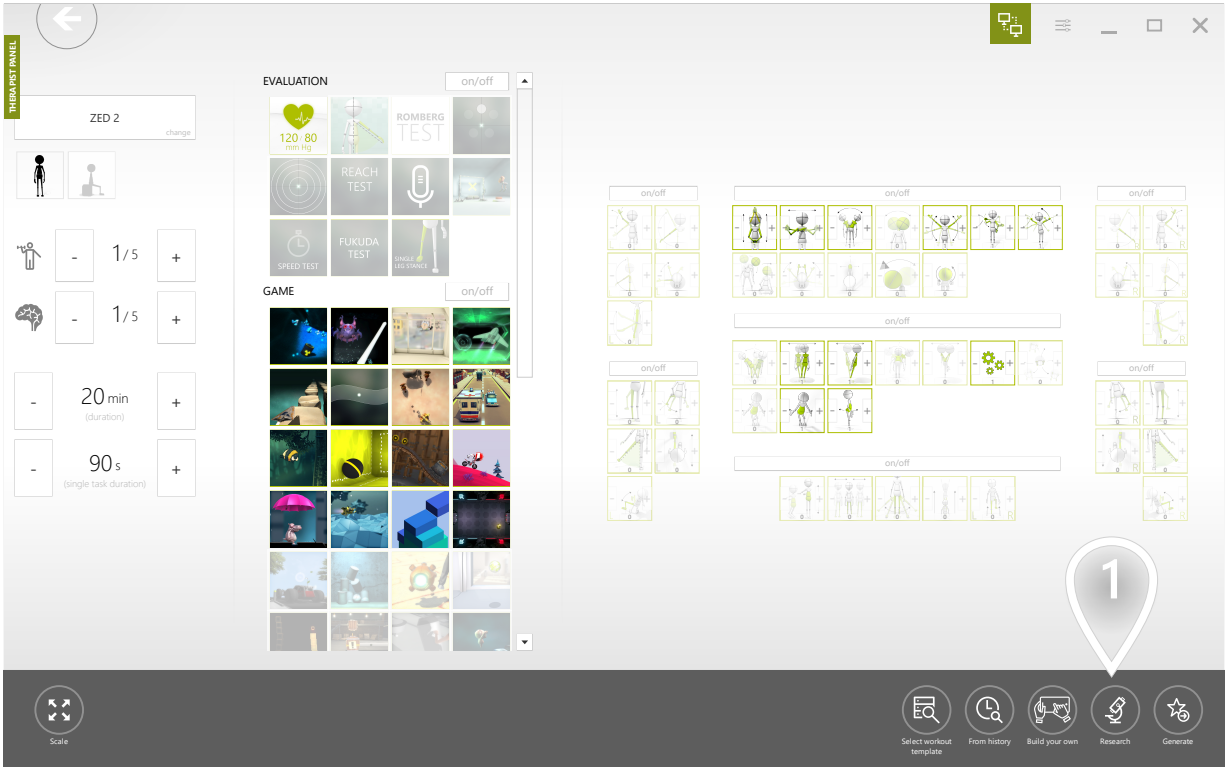 THERAPIST PANEL
ZED 2
change
1/5
-
+
1/5
-
+
20 min
(duration)
-
+
90 s
(single task duration)
-
+
EVALUATION
on/off
120 80
mm Hg
ROMBERG
TEST
REACH
TEST
SPEED TEST
FUKUDA
TEST
SINGLE
LEG STANCE
GAME
on/off
on/off
on/off
on/off
on/off
on/off
on/off
on/off
1
Scale
Select workout
template
From history
Build your own
Research
Generate